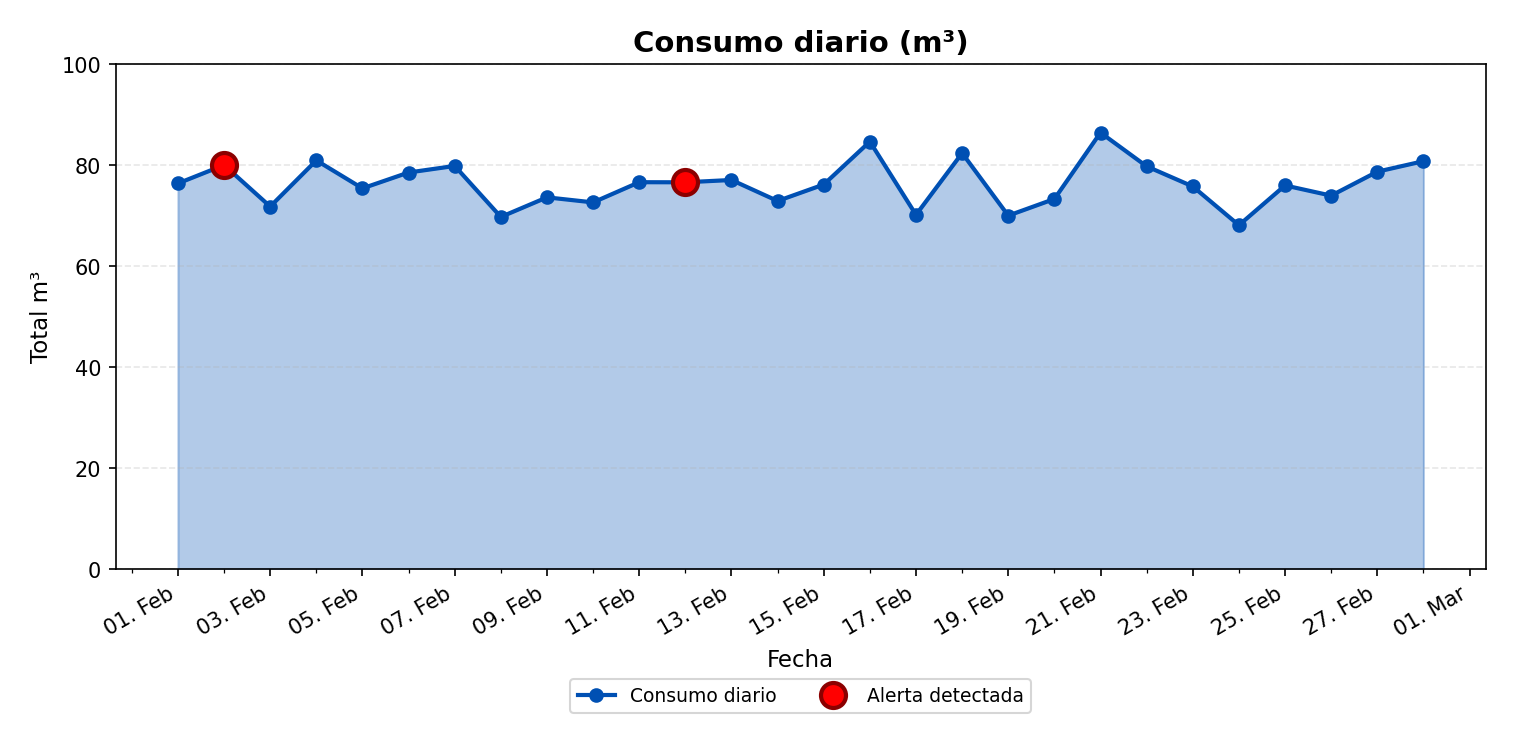 Consumo diario (m³)
100
80
60
40
20
0
Total m³
01. Feb
03. Feb
05. Feb
07. Feb
09. Feb
11. Feb
13. Feb
15. Feb
17. Feb
19. Feb
21. Feb
23. Feb
25. Feb
27. Feb
01. Mar
Fecha
Consumo diario
Alerta detectada